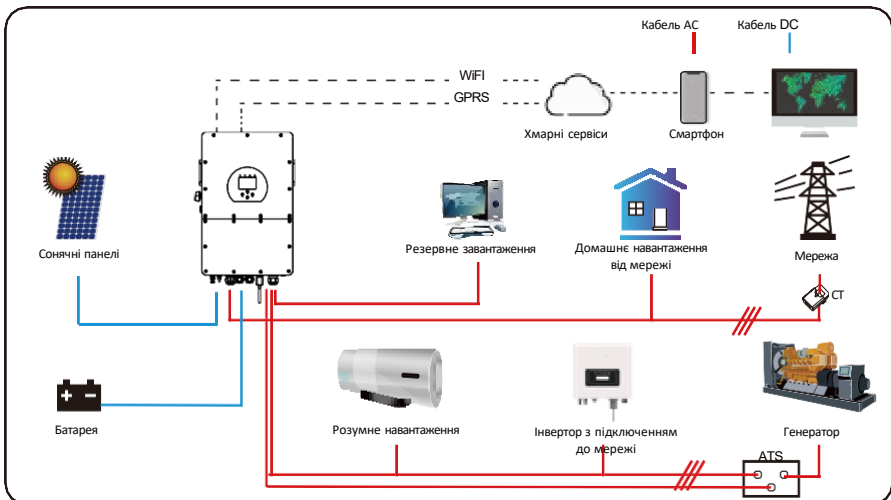 Кабель AC
Кабель DC
WiFI
GPRS
Хмарні сервіси
Смартфон
Сонячні панелі
Резервне завантаження
Домашнє навантаження
від мережі
Мережа
CT
Батарея
Розумне навантаження
Інвертор з підключенням
до мережі
Генератор
ATS